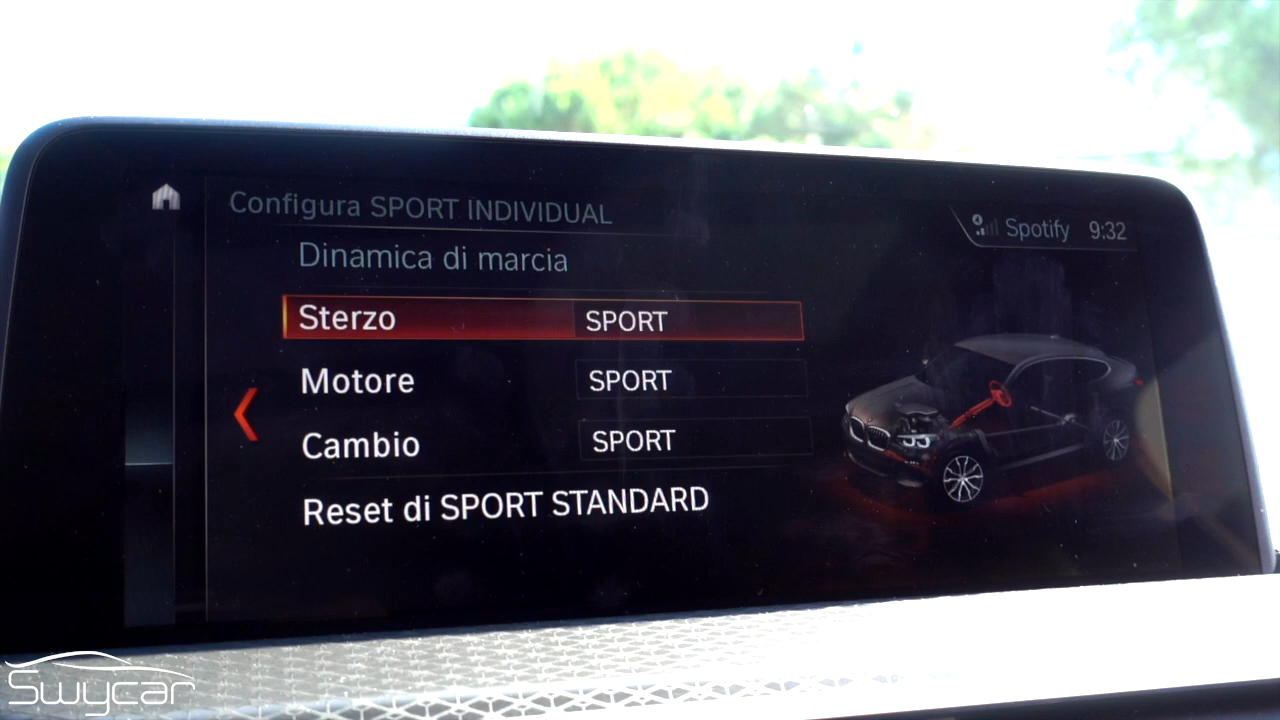 Configura SPORT INDIVIDUAL
Spotify 9:32
Dinamica di marcia
Sterzo SPORT
Motore SPORT
Cambio SPORT
Reset di SPORT STANDARD
Swycar